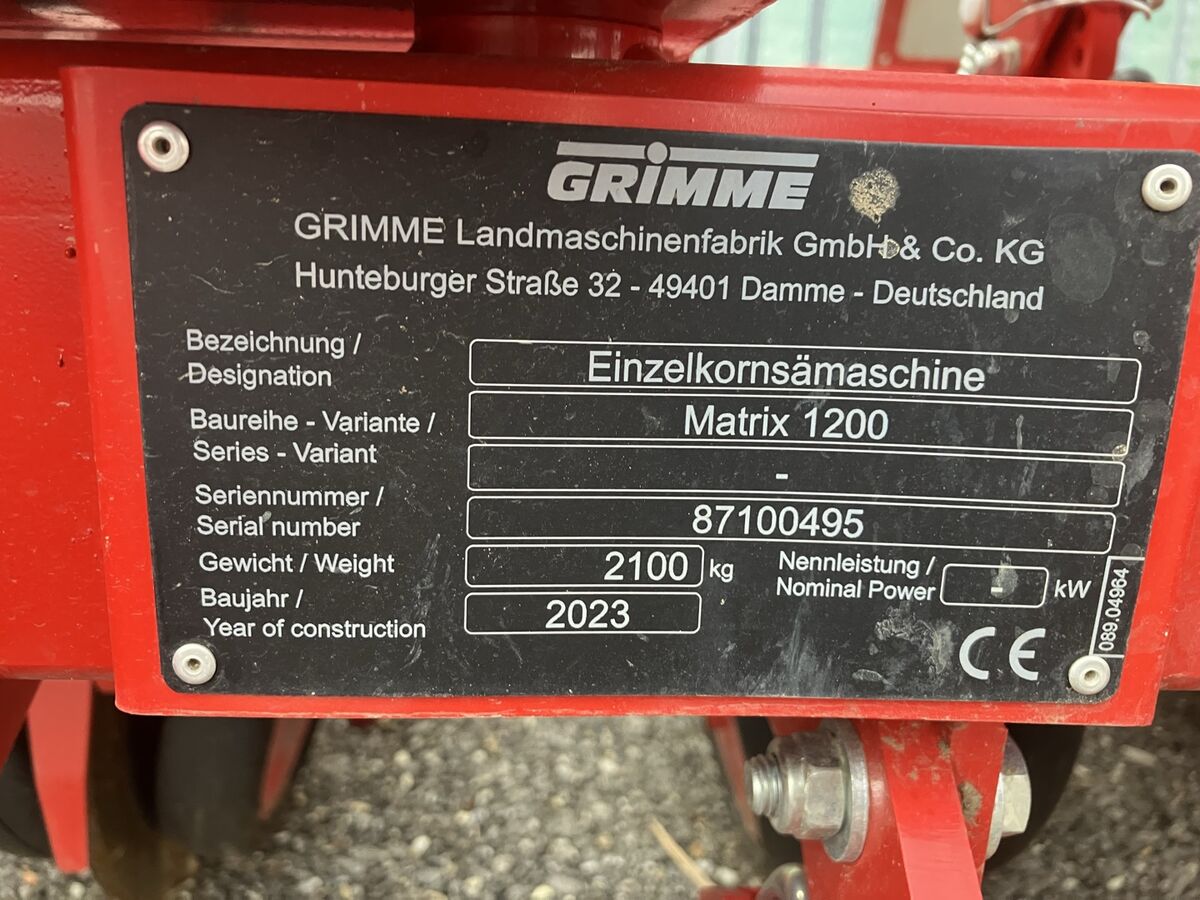 GRIMME
GRIMME Landmaschinenfabrik GmbH & Co. KG
Hunteburger Straße 32 - 49401 Damme - Deutschland
Bezeichnung /
Designation
Einzelkornsämaschine
Baureihe - Variante /
Series - Variant
Matrix 1200
-
Seriennummer /
Serial number
87100495
Gewicht / Weight
2100 kg
Nennleistung /
Nominal Power
- kW
Baujahr /
Year of construction
2023
CE
089.04964